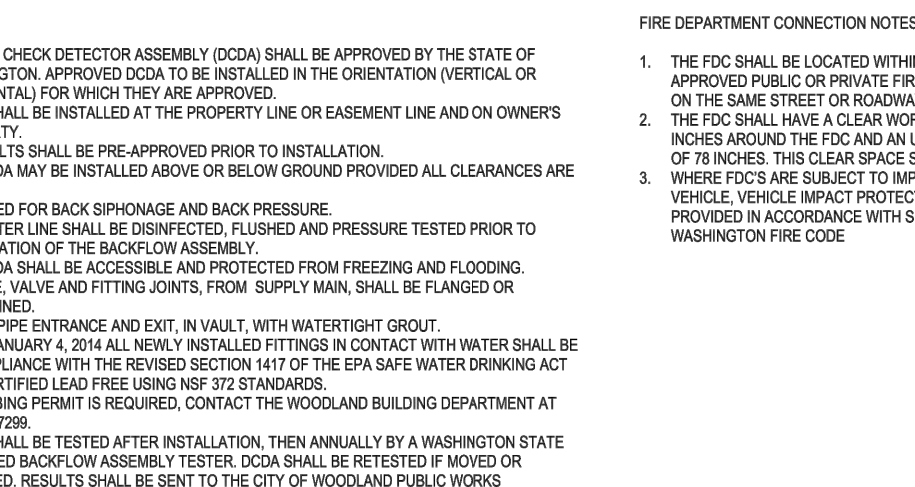 CHECK DETECTOR ASSEMBLY (DCDA) SHALL BE APPROVED BY THE STATE OF
GTON. APPROVED DCDA TO BE INSTALLED IN THE ORIENTATION (VERTICAL OR
NTAL) FOR WHICH THEY ARE APPROVED.
HALL BE INSTALLED AT THE PROPERTY LINE OR EASEMENT LINE AND ON OWNER'S
TY.
LTS SHALL BE PRE-APPROVED PRIOR TO INSTALLATION.
DA MAY BE INSTALLED ABOVE OR BELOW GROUND PROVIDED ALL CLEARANCES ARE
ED FOR BACK SIPHONAGE AND BACK PRESSURE.
TER LINE SHALL BE DISINFECTED, FLUSHED AND PRESSURE TESTED PRIOR TO
ATION OF THE BACKFLOW ASSEMBLY.
DA SHALL BE ACCESSIBLE AND PROTECTED FROM FREEZING AND FLOODING.
E, VALVE AND FITTING JOINTS, FROM SUPPLY MAIN, SHALL BE FLANGED OR
INED.
PIPE ENTRANCE AND EXIT, IN VAULT, WITH WATERTIGHT GROUT.
ANUARY 4, 2014 ALL NEWLY INSTALLED FITTINGS IN CONTACT WITH WATER SHALL BE
PLIANCE WITH THE REVISED SECTION 1417 OF THE EPA SAFE WATER DRINKING ACT
RTIFIED LEAD FREE USING NSF 372 STANDARDS.
BING PERMIT IS REQUIRED, CONTACT THE WOODLAND BUILDING DEPARTMENT AT
7299.
HALL BE TESTED AFTER INSTALLATION, THEN ANNUALLY BY A WASHINGTON STATE
ED BACKFLOW ASSEMBLY TESTER. DCDA SHALL BE RETESTED IF MOVED OR
ED. RESULTS SHALL BE SENT TO THE CITY OF WOODLAND PUBLIC WORKS
FIRE DEPARTMENT CONNECTION NOTES
1. THE FDC SHALL BE LOCATED WITHIN
APPROVED PUBLIC OR PRIVATE FIR
ON THE SAME STREET OR ROADWA
2. THE FDC SHALL HAVE A CLEAR WOR
INCHES AROUND THE FDC AND AN U
OF 78 INCHES. THIS CLEAR SPACE S
3. WHERE FDC'S ARE SUBJECT TO IMP
VEHICLE, VEHICLE IMPACT PROTECT
PROVIDED IN ACCORDANCE WITH S
WASHINGTON FIRE CODE